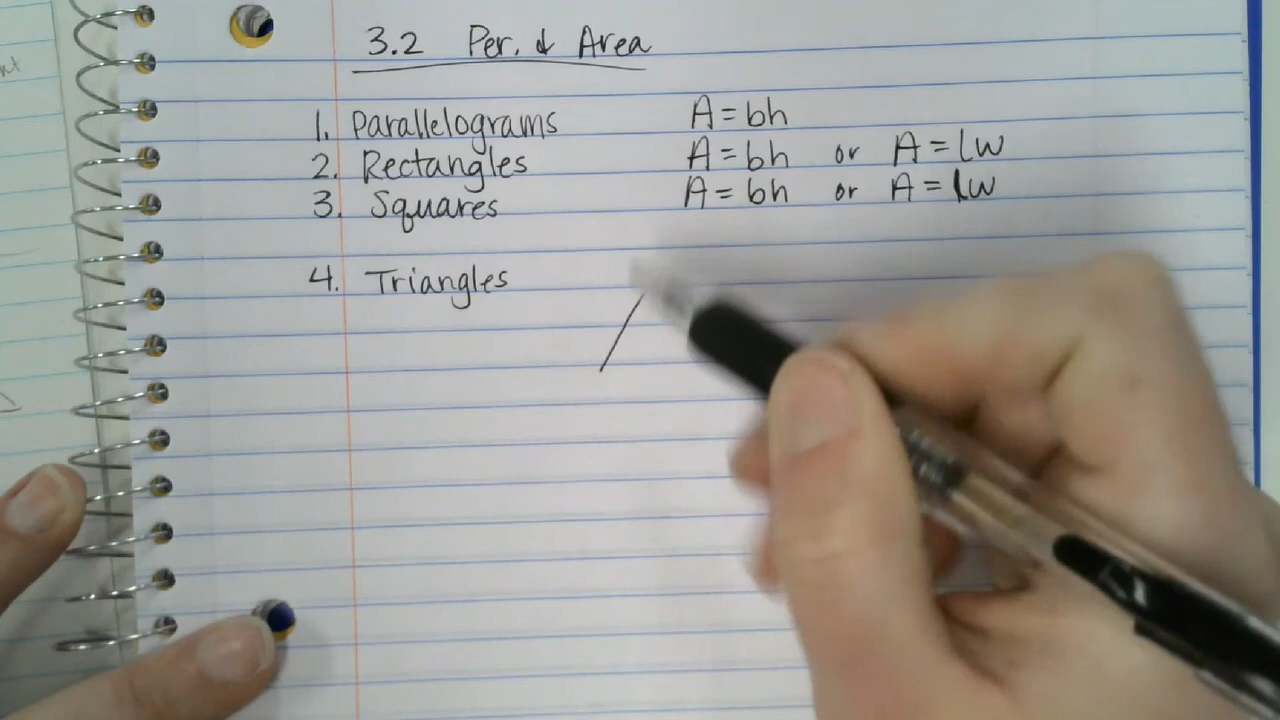 3.2 Per. & Area
1. Parallelograms A = bh
2. Rectangles A = bh or A = lw
3. Squares A = bh or A = lw
4. Triangles